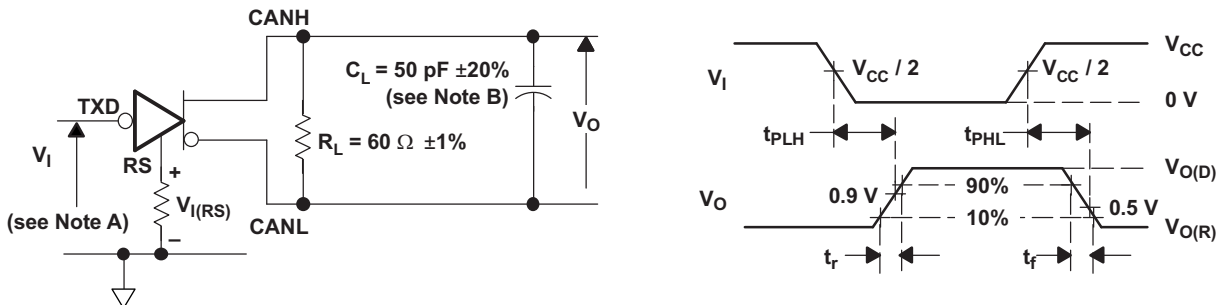 CANH
C_L = 50 pF ±20%
(see Note B)
TXD
V_O
R_L = 60 Ω ±1%
V_I
RS
+
V_I(RS)
(see Note A)
−
CANL
V_CC
V_I
V_CC / 2
V_CC / 2
0 V
t_PLH
t_PHL
V_O(D)
0.9 V
90%
V_O
0.5 V
10%
V_O(R)
t_r
t_f